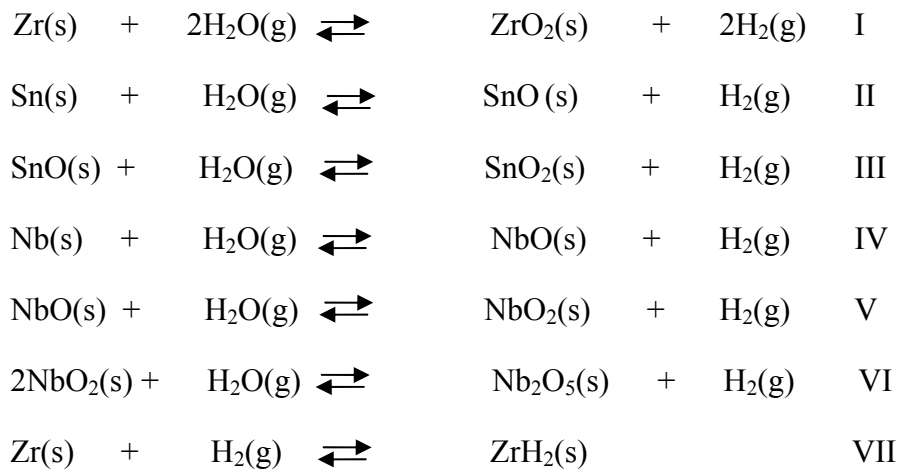 Zr(s) + 2H₂O(g) ⇌ ZrO₂(s) + 2H₂(g) I
Sn(s) + H₂O(g) ⇌ SnO (s) + H₂(g) II
SnO(s) + H₂O(g) ⇌ SnO₂(s) + H₂(g) III
Nb(s) + H₂O(g) ⇌ NbO(s) + H₂(g) IV
NbO(s) + H₂O(g) ⇌ NbO₂(s) + H₂(g) V
2NbO₂(s) + H₂O(g) ⇌ Nb₂O₅(s) + H₂(g) VI
Zr(s) + H₂(g) ⇌ ZrH₂(s) VII